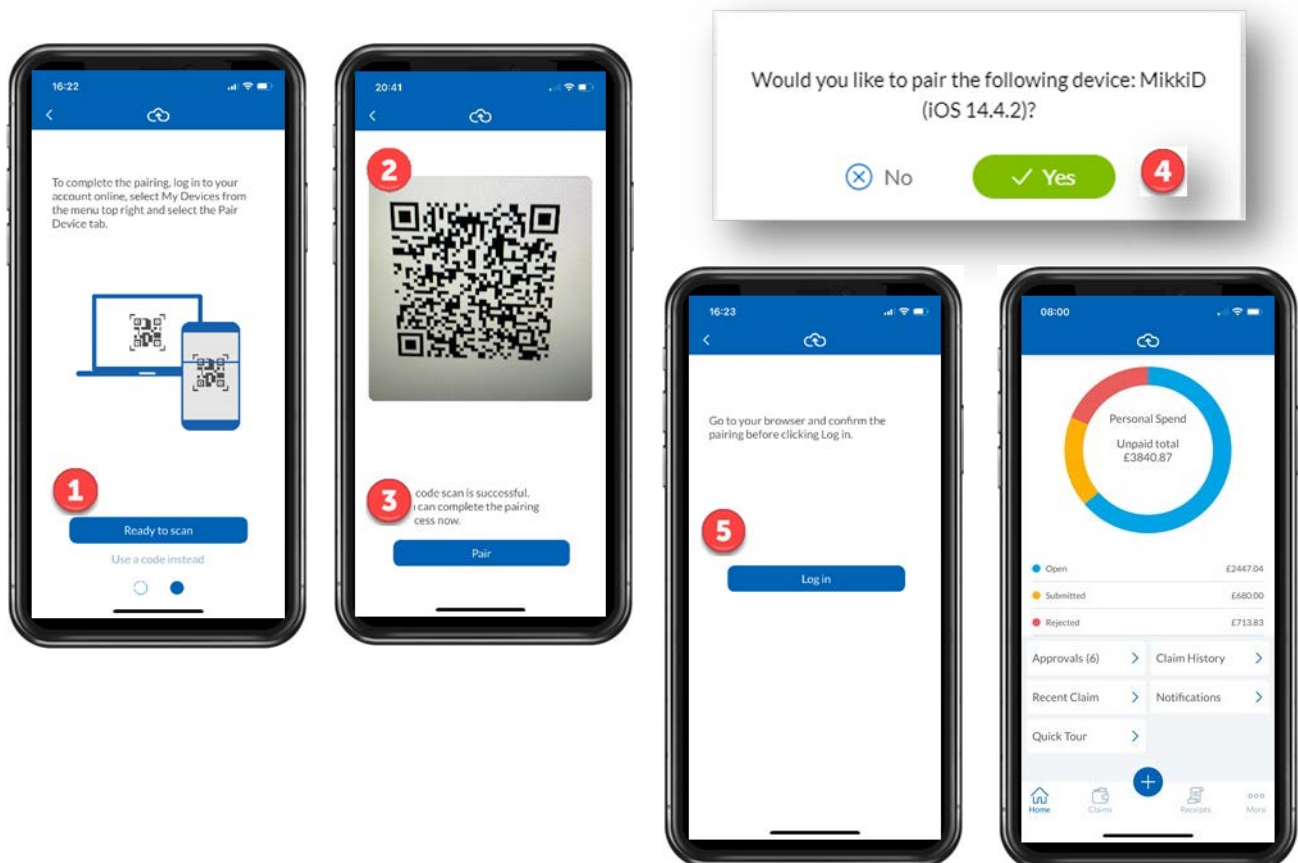 16:22
To complete the pairing, log in to your
account online, select My Devices from
the menu top right and select the Pair
Device tab.
1
Ready to scan
Use a code instead
20:41
2
3
code scan is successful.
can complete the pairing
cess now.
Pair
Would you like to pair the following device: MikkiD
(iOS 14.4.2)?
No
Yes
4
16:23
Go to your browser and confirm the
pairing before clicking Log in.
5
Log in
08:00
Personal Spend
Unpaid total
£3840.87
Open £2447.04
Submitted £680.00
Rejected £713.83
Approvals (6) Claim History
Recent Claim Notifications
Quick Tour
Home Claims Receipts More